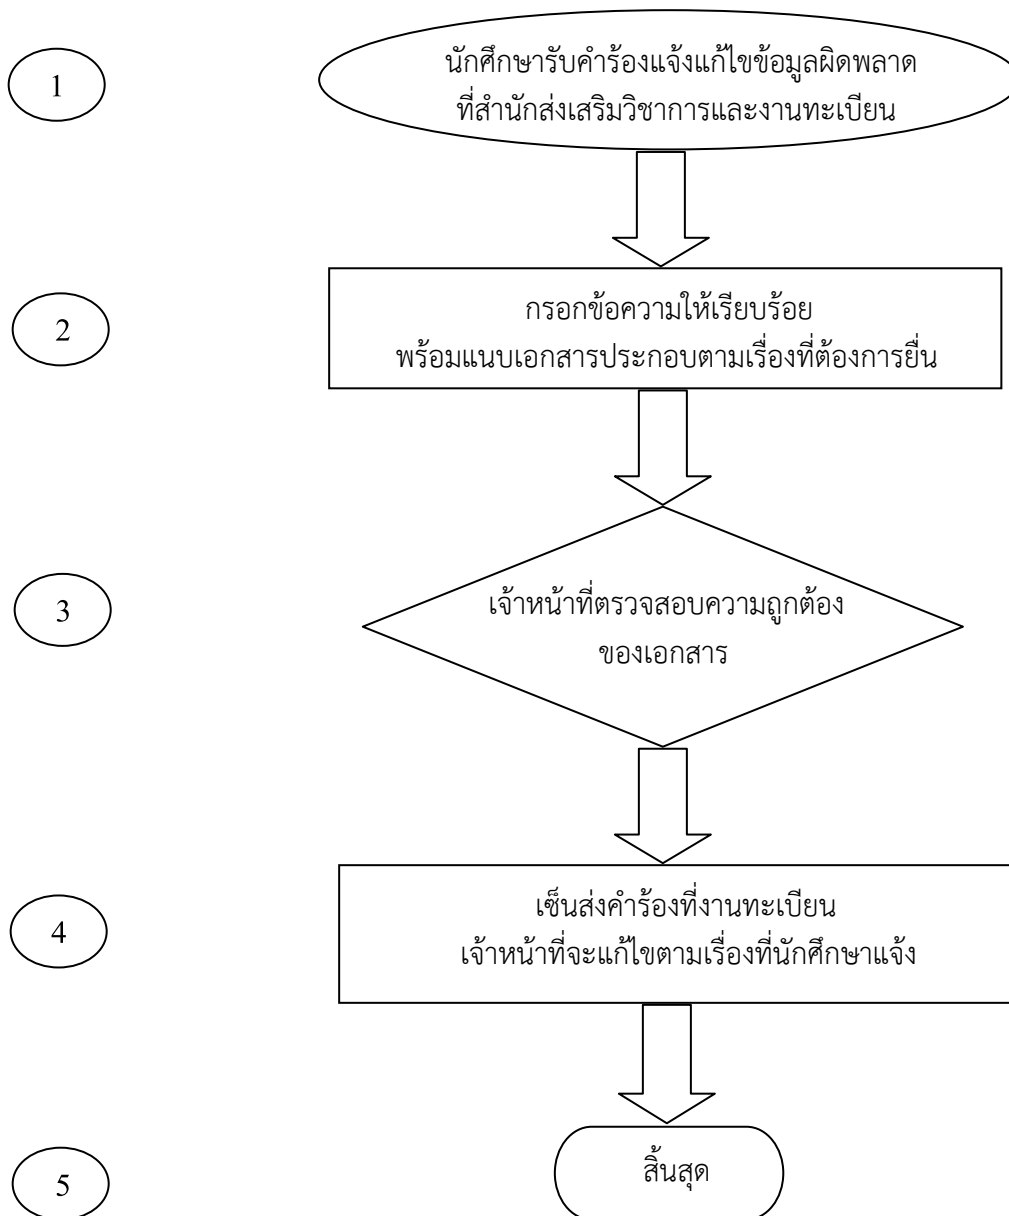 1
นักศึกษารับคำร้องแจ้งแก้ไขข้อมูลผิดพลาด
ที่สำนักส่งเสริมวิชาการและงานทะเบียน
2
กรอกข้อความให้เรียบร้อย
พร้อมแนบเอกสารประกอบตามเรื่องที่ต้องการยื่น
3
เจ้าหน้าที่ตรวจสอบความถูกต้อง
ของเอกสาร
4
เซ็นส่งคำร้องที่งานทะเบียน
เจ้าหน้าที่จะแก้ไขตามเรื่องที่นักศึกษาแจ้ง
5
สิ้นสุด